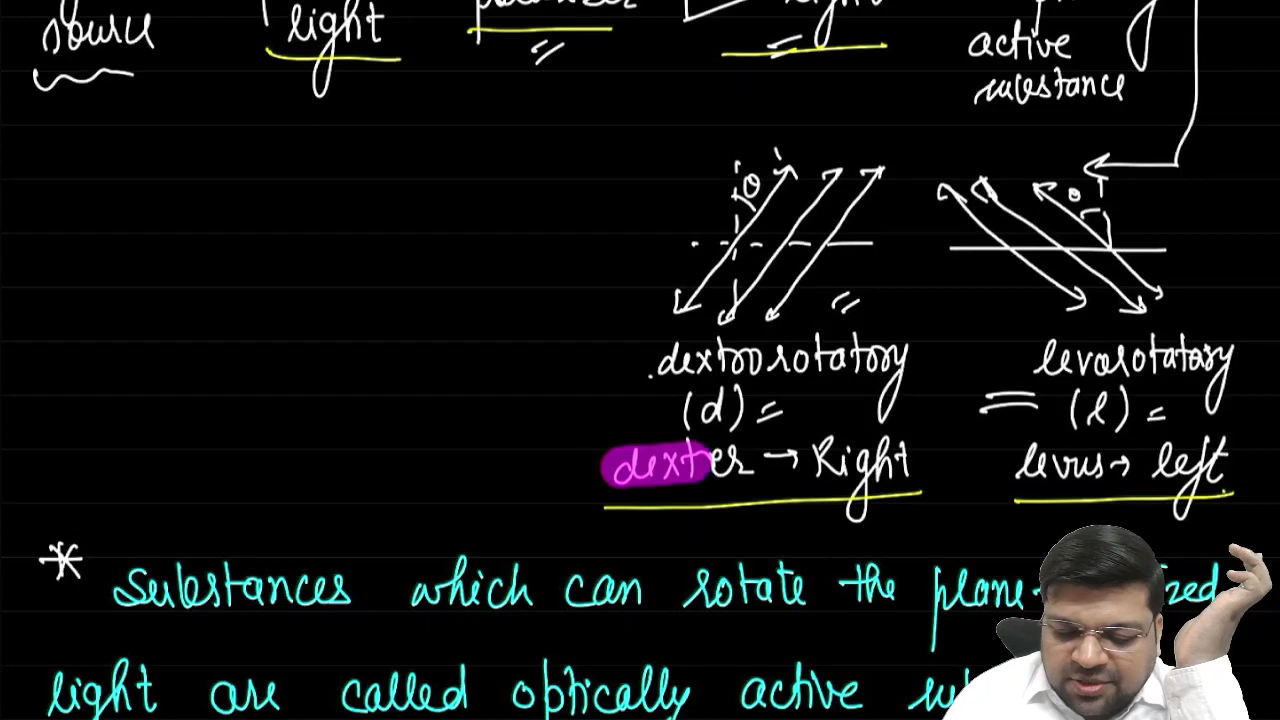 source light light
active
substance
θ θ
dextrorotatory levorotatory
(d) = = (l) =
dexter → Right levus → left
* Substances which can rotate the plane-
light are called optically active